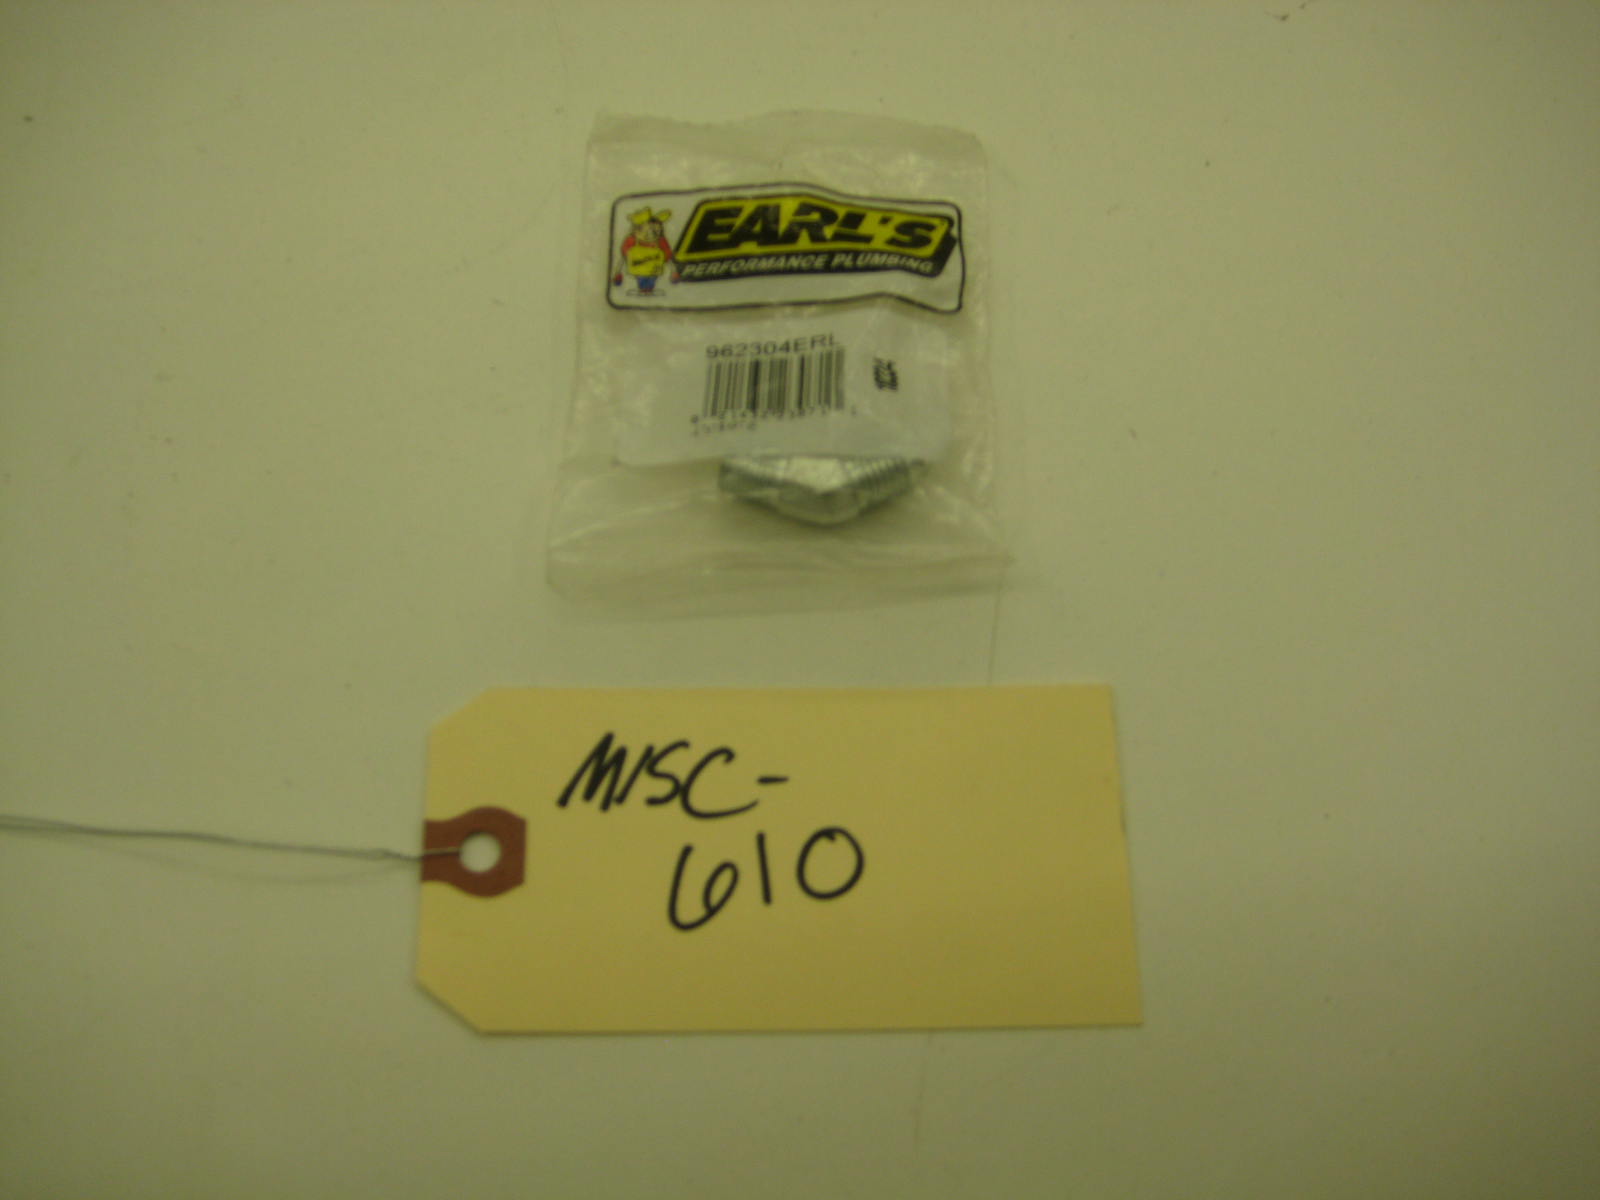 EARL'S
PERFORMANCE PLUMBING
962304ERL
MISC-
610